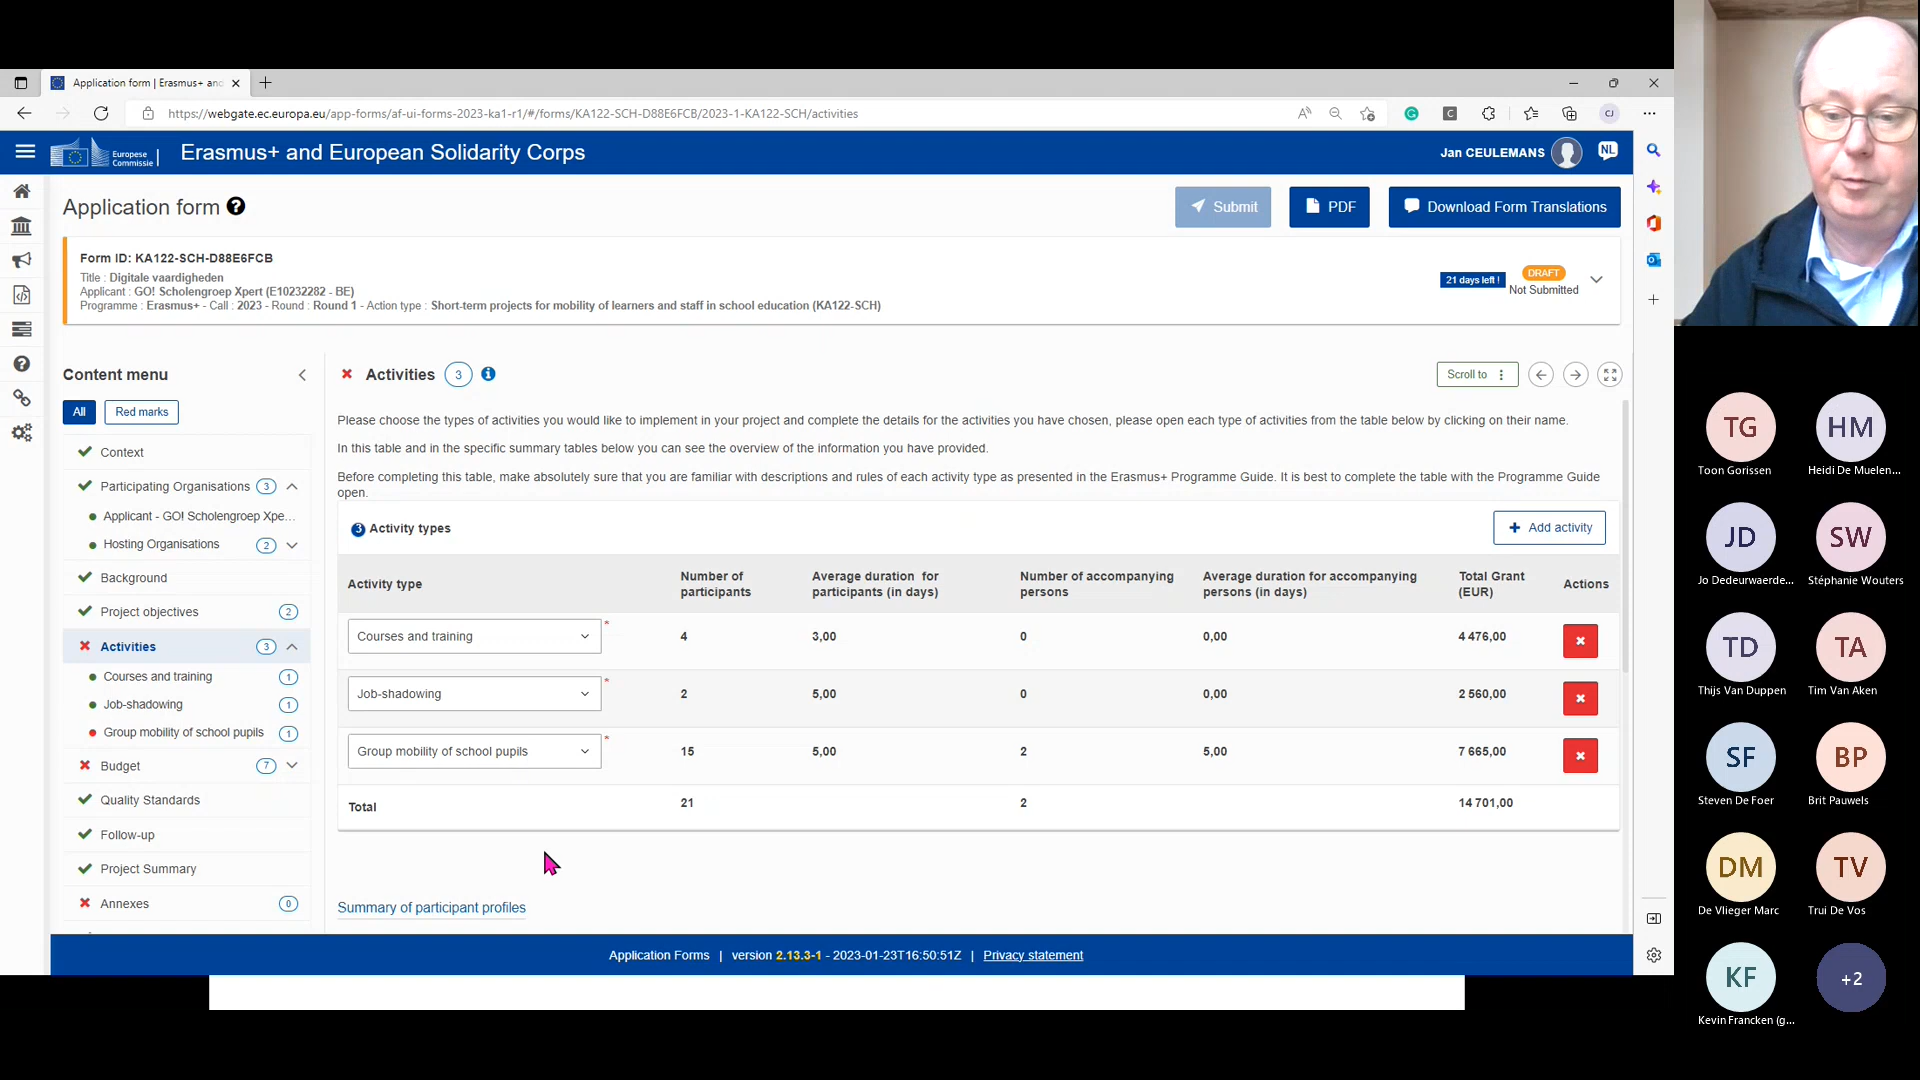 Application form | Erasmus+ and
https://webgate.ec.europa.eu/app-forms/af-ui-forms-2023-ka1-r1/#/forms/KA122-SCH-D88E6FCB/2023-1-KA122-SCH/activities
A
C
CJ
Europese
Commissie
Erasmus+ and European Solidarity Corps
Jan CEULEMANS
NL
Application form
Submit
PDF
Download Form Translations
Form ID: KA122-SCH-D88E6FCB
Title : Digitale vaardigheden
Applicant : GO! Scholengroep Xpert (E10232282 - BE)
Programme : Erasmus+ - Call : 2023 - Round : Round 1 - Action type : Short-term projects for mobility of learners and staff in school education (KA122-SCH)
21 days left !
DRAFT
Not Submitted
Content menu
All
Red marks
Context
Participating Organisations 3
Applicant - GO! Scholengroep Xpe...
Hosting Organisations 2
Background
Project objectives 2
Activities 3
Courses and training 1
Job-shadowing 1
Group mobility of school pupils 1
Budget 7
Quality Standards
Follow-up
Project Summary
Annexes 0
Activities 3
Scroll to
Please choose the types of activities you would like to implement in your project and complete the details for the activities you have chosen, please open each type of activities from the table below by clicking on their name.
In this table and in the specific summary tables below you can see the overview of the information you have provided.
Before completing this table, make absolutely sure that you are familiar with descriptions and rules of each activity type as presented in the Erasmus+ Programme Guide. It is best to complete the table with the Programme Guide
open.
3 Activity types
+ Add activity
Activity type
Number of
participants
Average duration for
participants (in days)
Number of accompanying
persons
Average duration for accompanying
persons (in days)
Total Grant
(EUR)
Actions
Courses and training * 4 3,00 0 0,00 4 476,00
Job-shadowing * 2 5,00 0 0,00 2 560,00
Group mobility of school pupils * 15 5,00 2 5,00 7 665,00
Total 21 2 14 701,00
Summary of participant profiles
Application Forms | version 2.13.3-1 - 2023-01-23T16:50:51Z | Privacy statement
TG
Toon Gorissen
HM
Heidi De Muelen...
JD
Jo Dedeurwaerde...
SW
Stéphanie Wouters
TD
Thijs Van Duppen
TA
Tim Van Aken
SF
Steven De Foer
BP
Brit Pauwels
DM
De Vlieger Marc
TV
Trui De Vos
KF
Kevin Francken (g...
+2